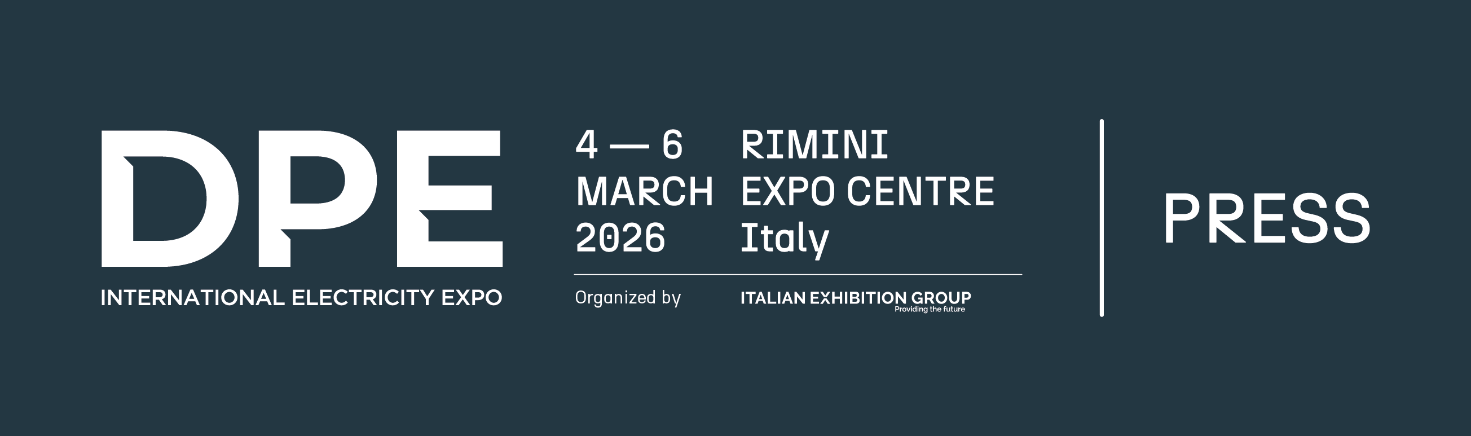 DPE
INTERNATIONAL ELECTRICITY EXPO
4 — 6
MARCH
2026
RIMINI
EXPO CENTRE
Italy
Organized by
ITALIAN EXHIBITION GROUP
Providing the future
PRESS